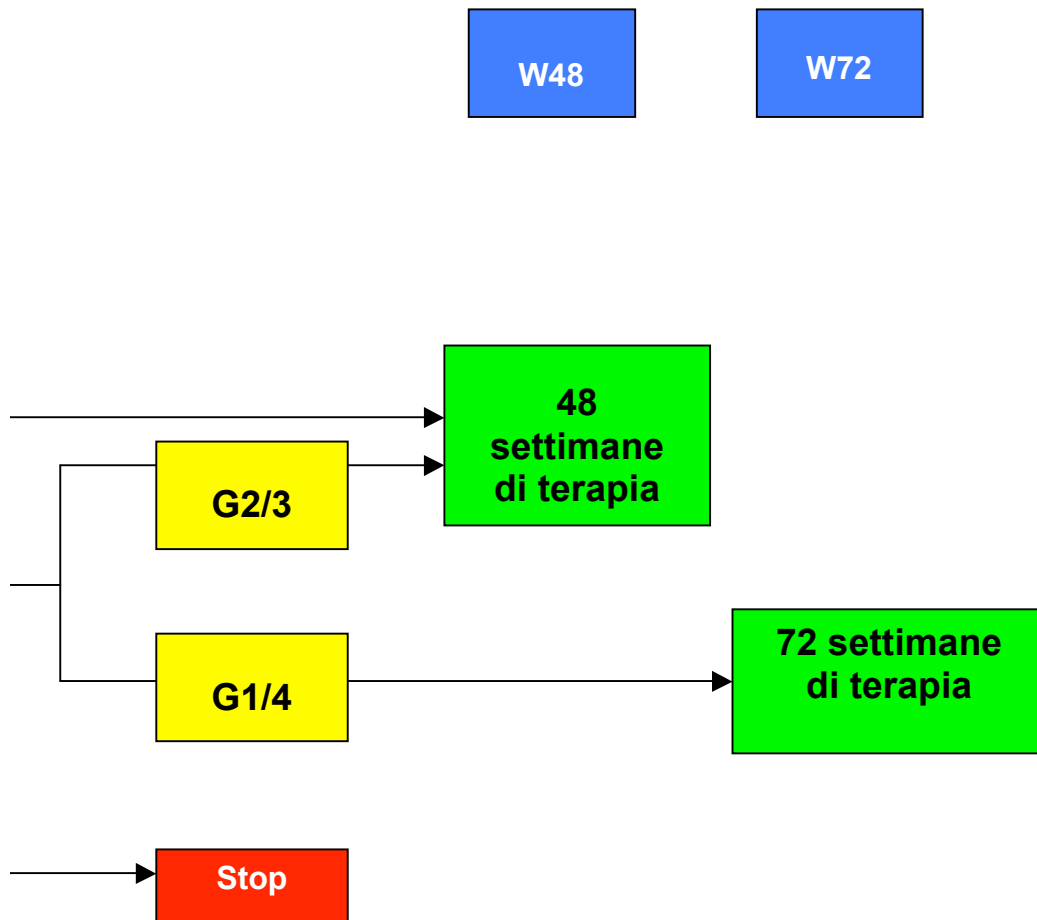 W48
W72
48
settimane
di terapia
G2/3
72 settimane
di terapia
G1/4
Stop